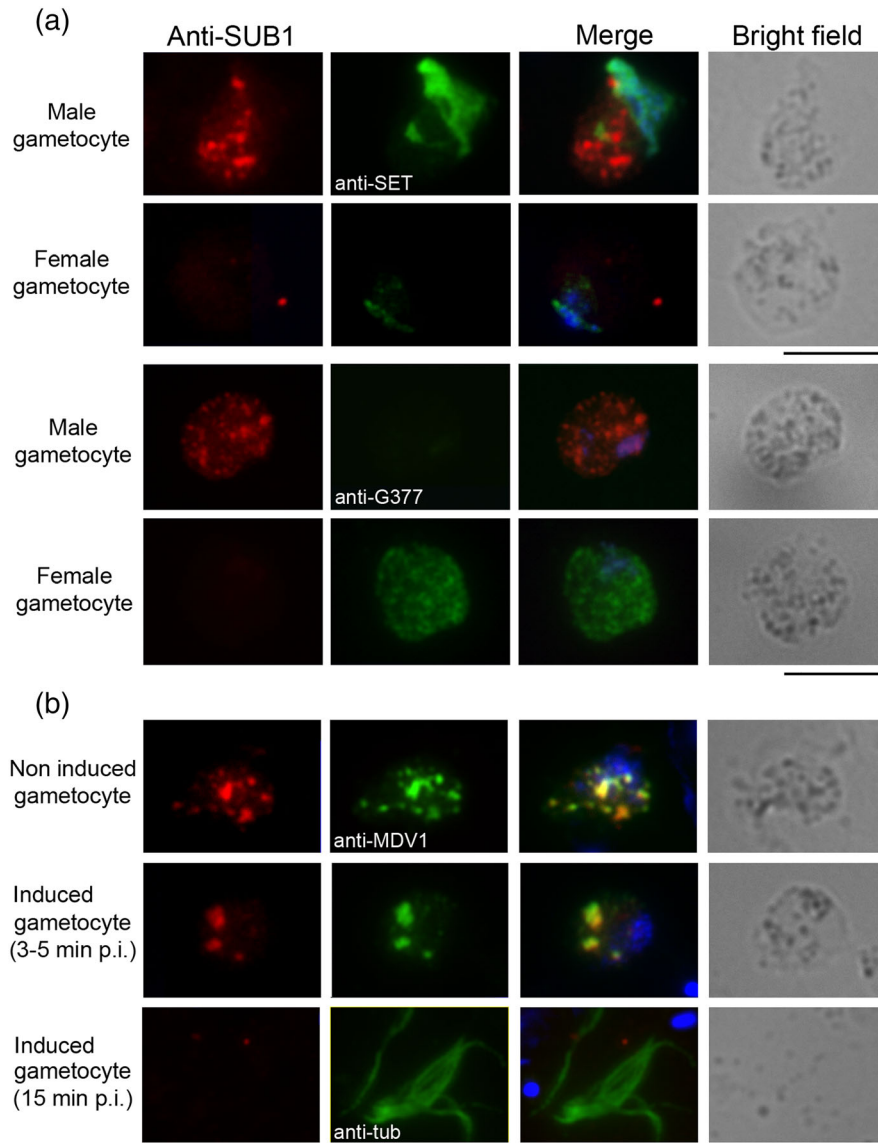 (a)
Anti-SUB1 Merge Bright field
Male
gametocyte
anti-SET
Female
gametocyte
Male
gametocyte
anti-G377
Female
gametocyte
(b)
Non induced
gametocyte
anti-MDV1
Induced
gametocyte
(3-5 min p.i.)
Induced
gametocyte
(15 min p.i.)
anti-tub